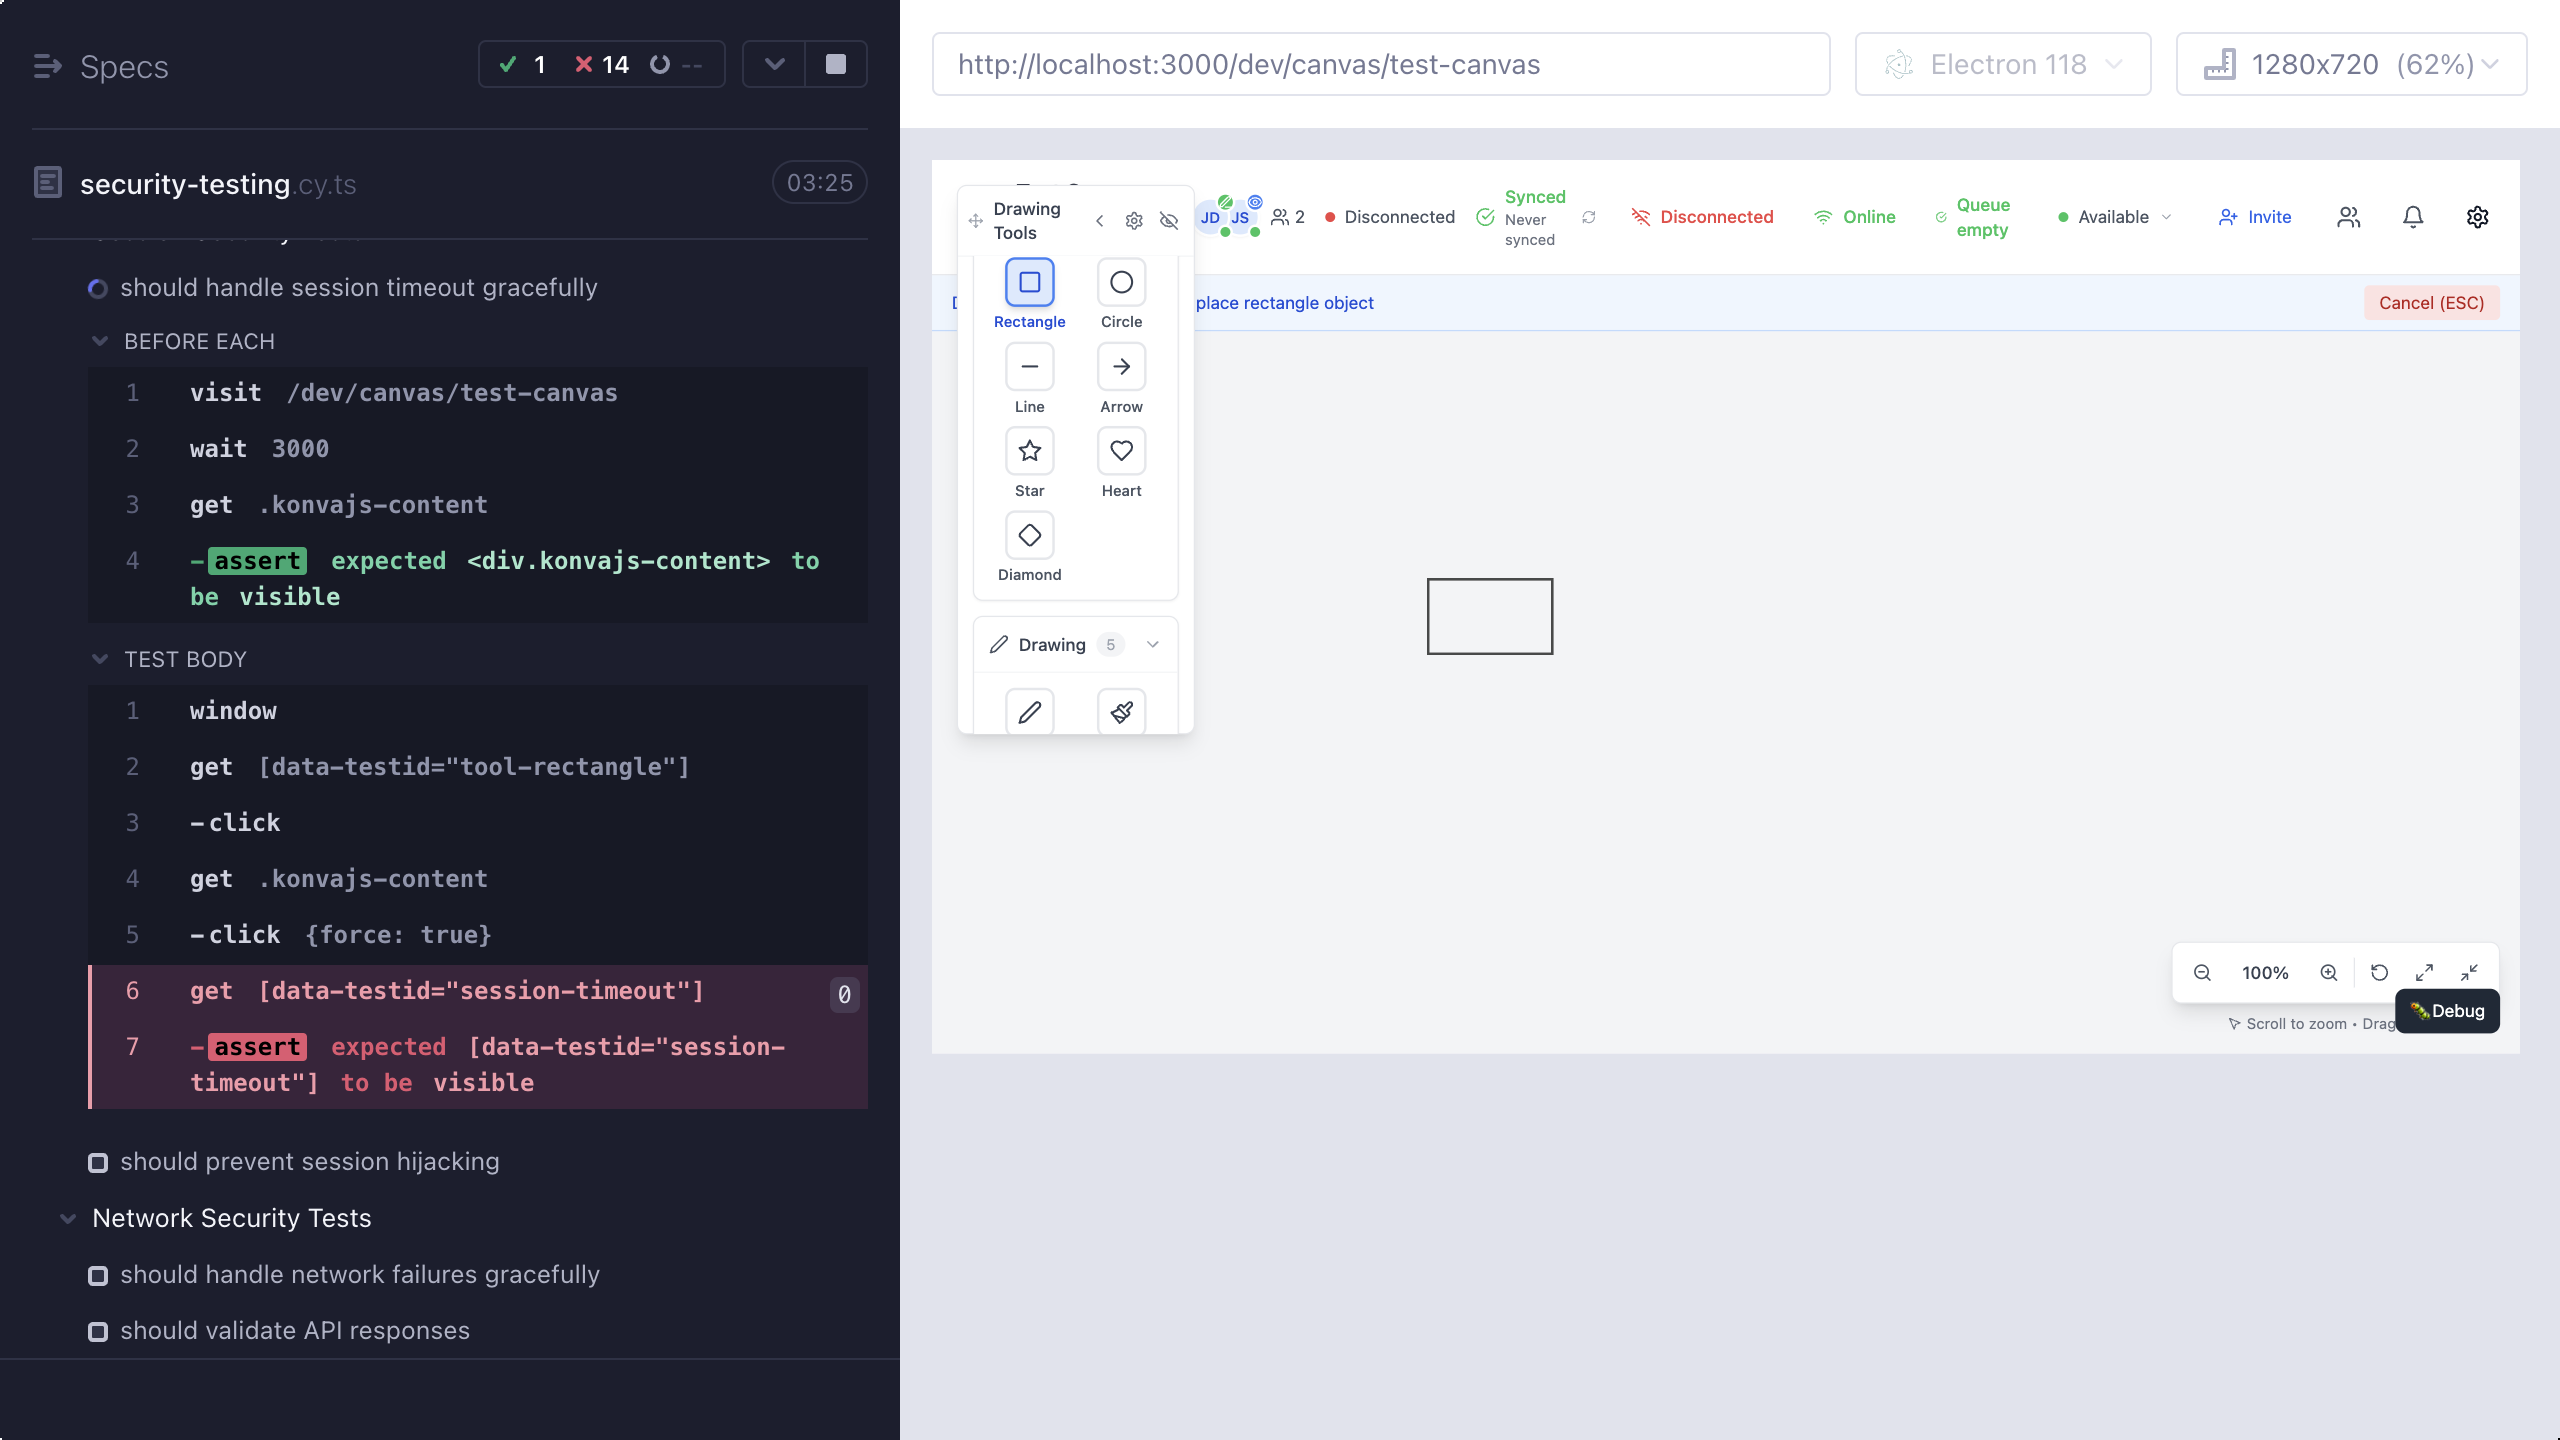 Specs
1
14
--
security-testing.cy.ts
03:25
should handle session timeout gracefully
BEFORE EACH
1 visit /dev/canvas/test-canvas
2 wait 3000
3 get .konvajs-content
4 -assert expected <div.konvajs-content> to
be visible
TEST BODY
1 window
2 get [data-testid="tool-rectangle"]
3 -click
4 get .konvajs-content
5 -click {force: true}
6 get [data-testid="session-timeout"] 0
7 -assert expected [data-testid="session-
timeout"] to be visible
should prevent session hijacking
Network Security Tests
should handle network failures gracefully
should validate API responses
http://localhost:3000/dev/canvas/test-canvas
Electron 118
1280x720 (62%)
Drawing
Tools
JD
JS
2
Disconnected
Synced
Never
synced
Disconnected
Online
Queue
empty
Available
Invite
place rectangle object
Cancel (ESC)
Rectangle
Circle
Line
Arrow
Star
Heart
Diamond
Drawing 5
100%
Scroll to zoom • Drag
Debug